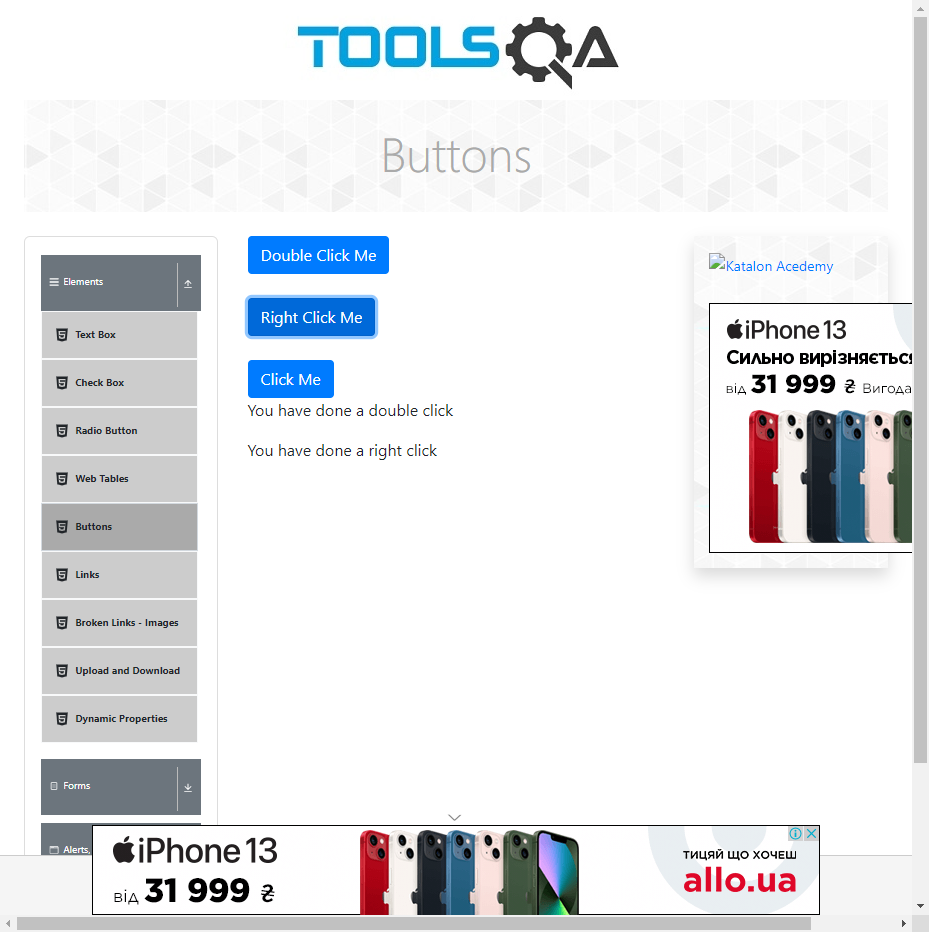 TOOLSQA
Buttons
Elements
Text Box
Check Box
Radio Button
Web Tables
Buttons
Links
Broken Links - Images
Upload and Download
Dynamic Properties
Forms
Alerts,
Double Click Me
Right Click Me
Click Me
You have done a double click
You have done a right click
Katalon Acedemy
iPhone 13
Сильно вирізняється
від 31 999 ₴ Вигода
iPhone 13
від 31 999 ₴
тицяй що хочеш
allo.ua